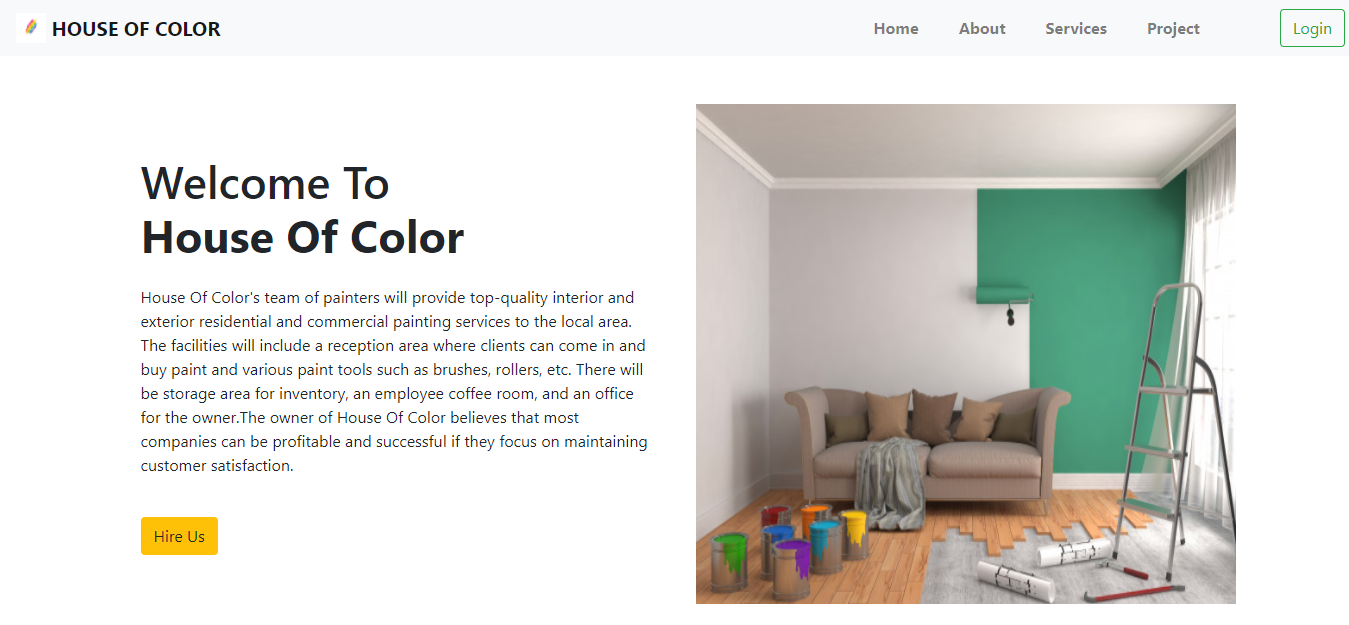 HOUSE OF COLOR
Home About Services Project Login
Welcome To
House Of Color
House Of Color's team of painters will provide top-quality interior and
exterior residential and commercial painting services to the local area.
The facilities will include a reception area where clients can come in and
buy paint and various paint tools such as brushes, rollers, etc. There will
be storage area for inventory, an employee coffee room, and an office
for the owner.The owner of House Of Color believes that most
companies can be profitable and successful if they focus on maintaining
customer satisfaction.
Hire Us